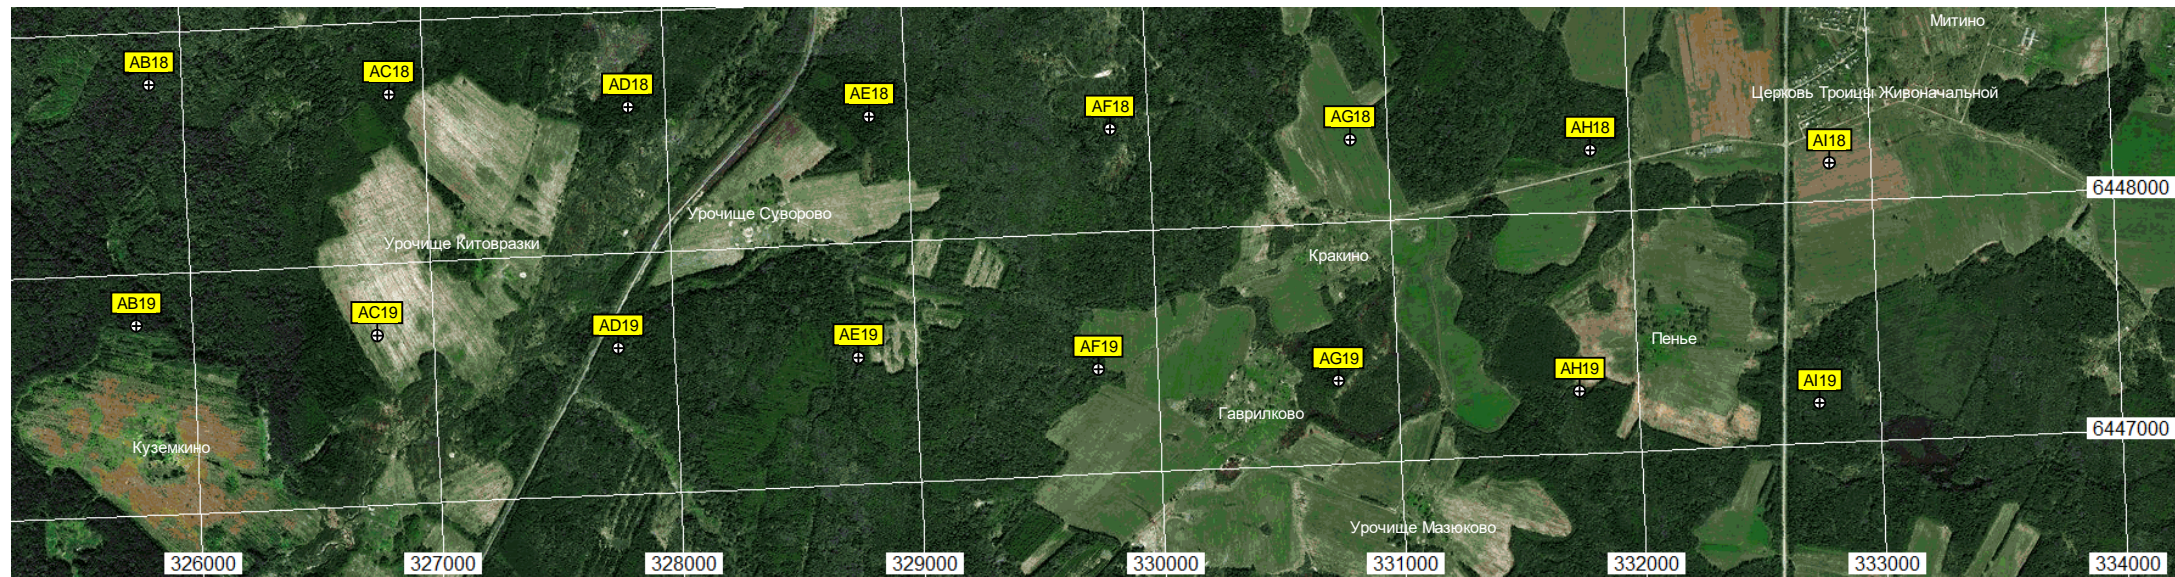 Митино
AB18
AC18
AD18
AE18
Церковь Троицы Живоначальной
AF18
AG18
AH18
AI18
6448000
Урочище Суворово
Урочище Китовразки
Кракино
AB19
AC19
AD19
AE19
Пенье
AF19
AG19
AH19
AI19
Гаврилково
6447000
Куземкино
Урочище Мазюково
326000
327000
328000
329000
330000
331000
332000
333000
334000